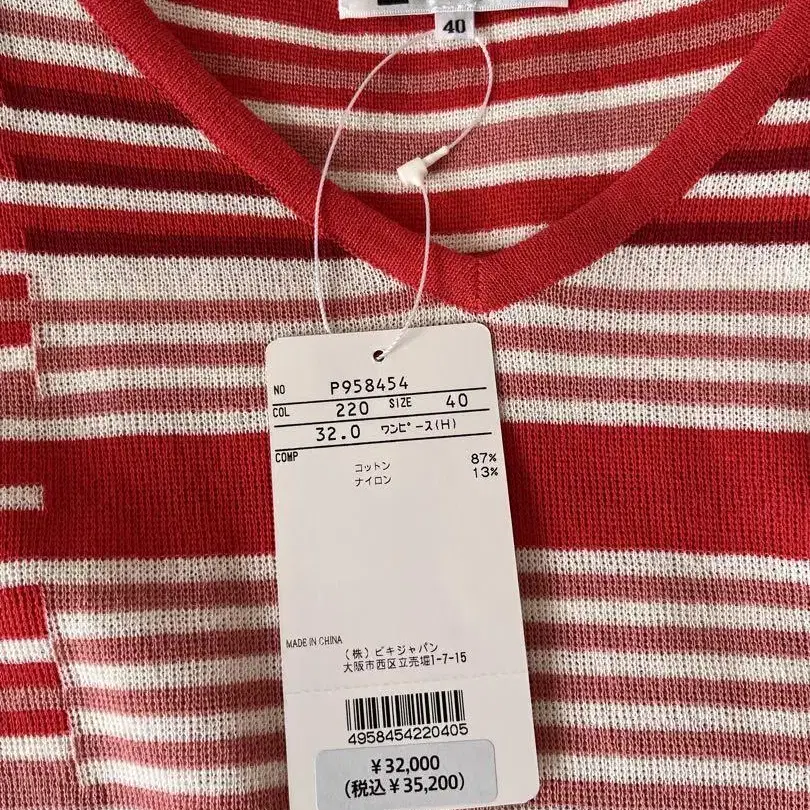 40
NO P958454
COL 220 SIZE 40
32.0 ワンピース(H)
COMP
コットン 87%
ナイロン 13%
MADE IN CHINA
(株)ビキジャパン
大阪市西区立売堀1-7-15
4958454220405
¥32,000
(税込¥35,200)